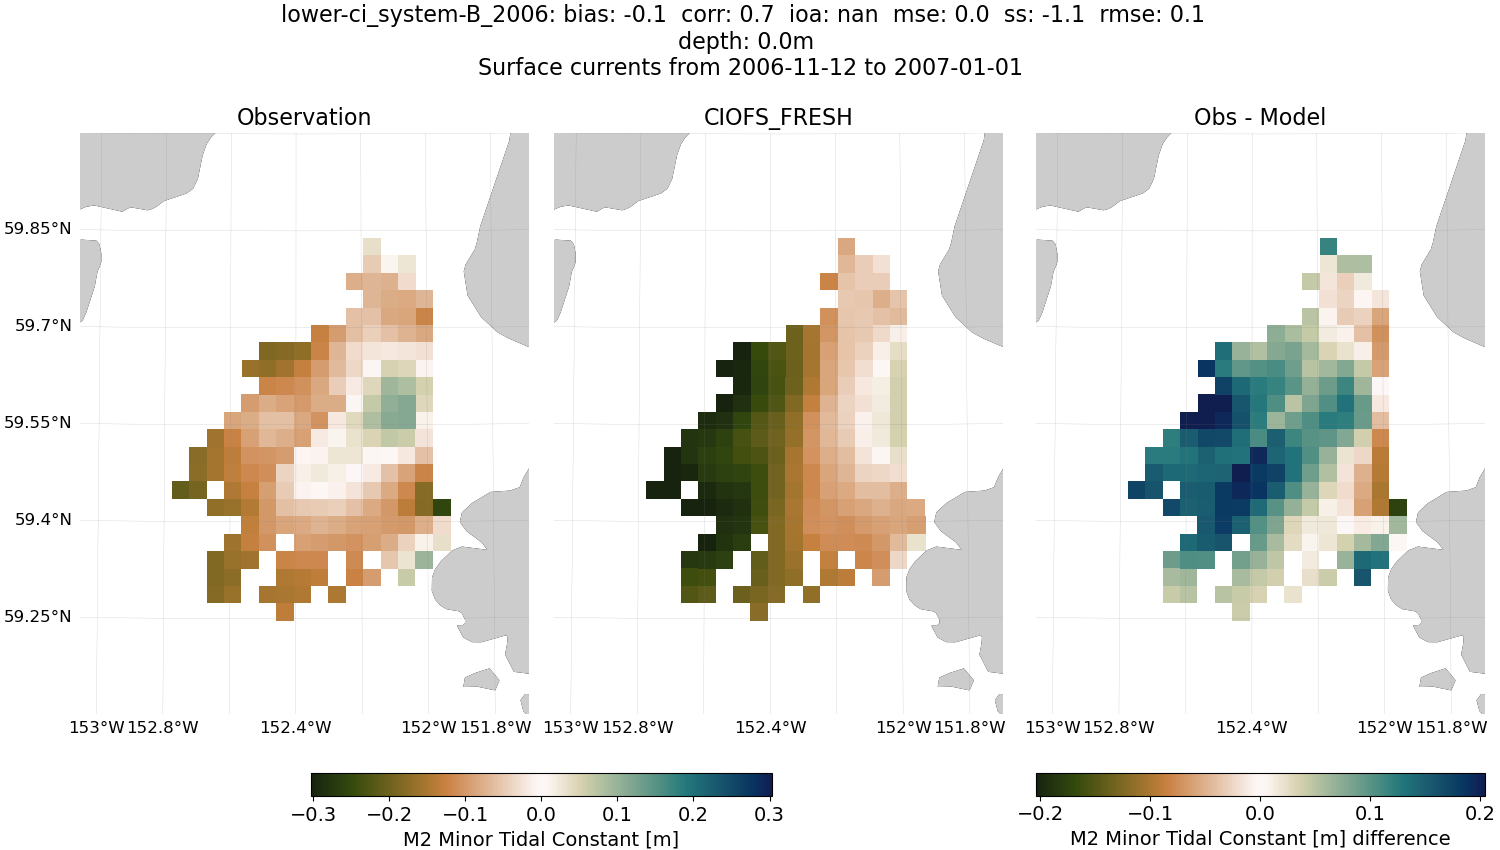 lower-ci_system-B_2006: bias: -0.1  corr: 0.7  ioa: nan  mse: 0.0  ss: -1.1  rmse: 0.1
depth: 0.0m
Surface currents from 2006-11-12 to 2007-01-01
Observation
CIOFS_FRESH
Obs - Model
59.85°N
59.7°N
59.55°N
59.4°N
59.25°N
153°W 152.8°W 152.4°W 152°W 151.8°W
153°W 152.8°W 152.4°W 152°W 151.8°W
153°W 152.8°W 152.4°W 152°W 151.8°W
−0.3 −0.2 −0.1 0.0 0.1 0.2 0.3
M2 Minor Tidal Constant [m]
−0.2 −0.1 0.0 0.1 0.2
M2 Minor Tidal Constant [m] difference